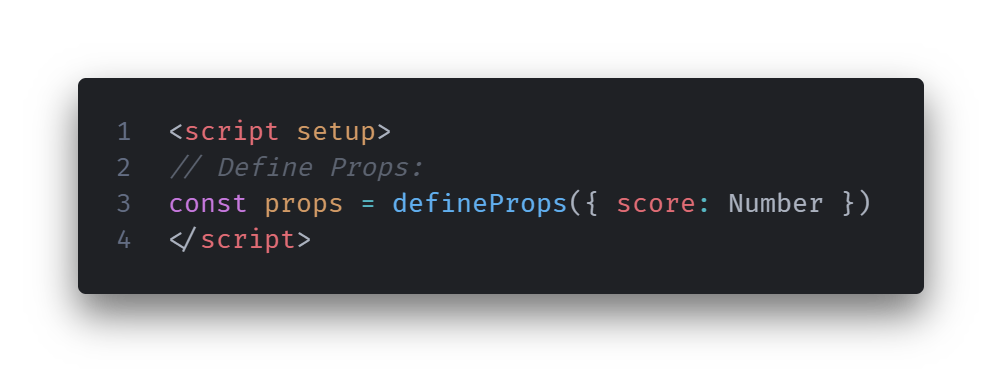 1 <script setup>
2 // Define Props:
3 const props = defineProps({ score: Number })
4 </script>